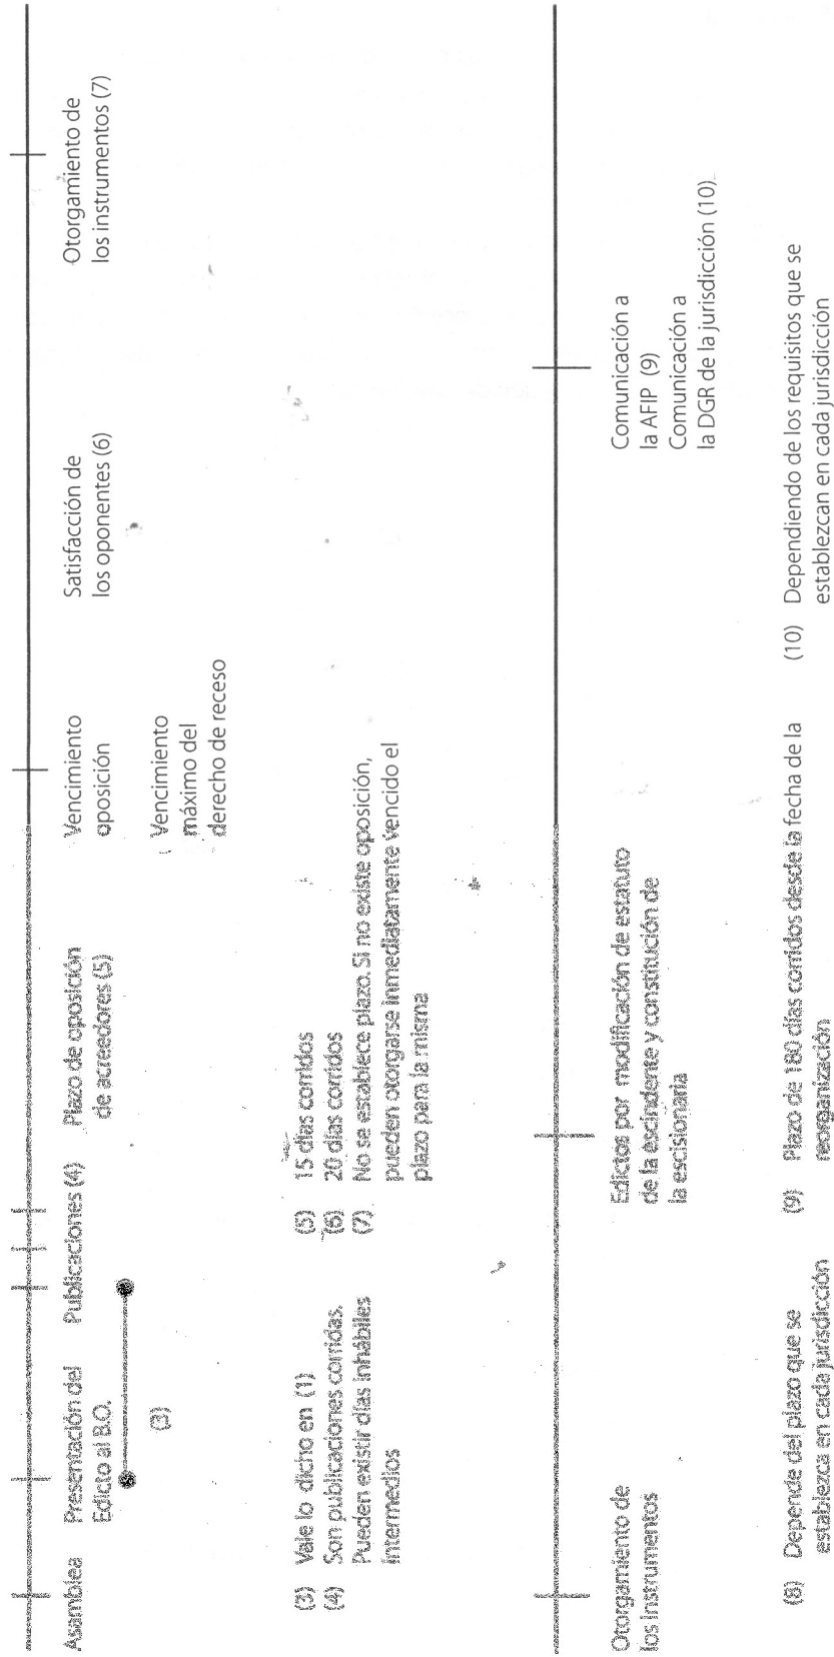 Asamblea
Presentación del
Edicto al B.O.
(3)
Publicaciones (4)
Plazo de oposición
de acreedores (5)
Vencimiento
oposición
Vencimiento
máximo del
derecho de receso
Satisfacción de
los oponentes (6)
Otorgamiento de
los instrumentos (7)
(3) Vale lo dicho en (1)
(4) Son publicaciones corridas.
Pueden existir días inhábiles
intermedios
(5) 15 días corridos
(6) 20 días corridos
(7) No se establece plazo. Si no existe oposición,
pueden otorgarse inmediatamente vencido el
plazo para la misma
Otorgamiento de
los instrumentos
Edictos por modificación de estatuto
de la escindente y constitución de
la escisionaria
Comunicación a
la AFIP (9)
Comunicación a
la DGR de la jurisdicción (10)
(8) Depende del plazo que se
establezca en cada jurisdicción
(9) Plazo de 180 días corridos desde la fecha de la
reorganización
(10) Dependiendo de los requisitos que se
establezcan en cada jurisdicción